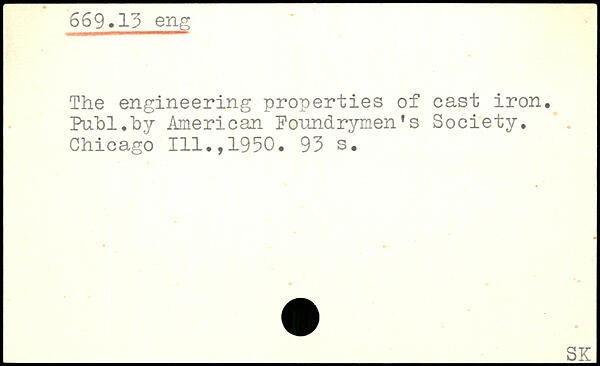 669.13 eng
The engineering properties of cast iron.
Publ.by American Foundrymen's Society.
Chicago Ill.,1950. 93 s.
SK